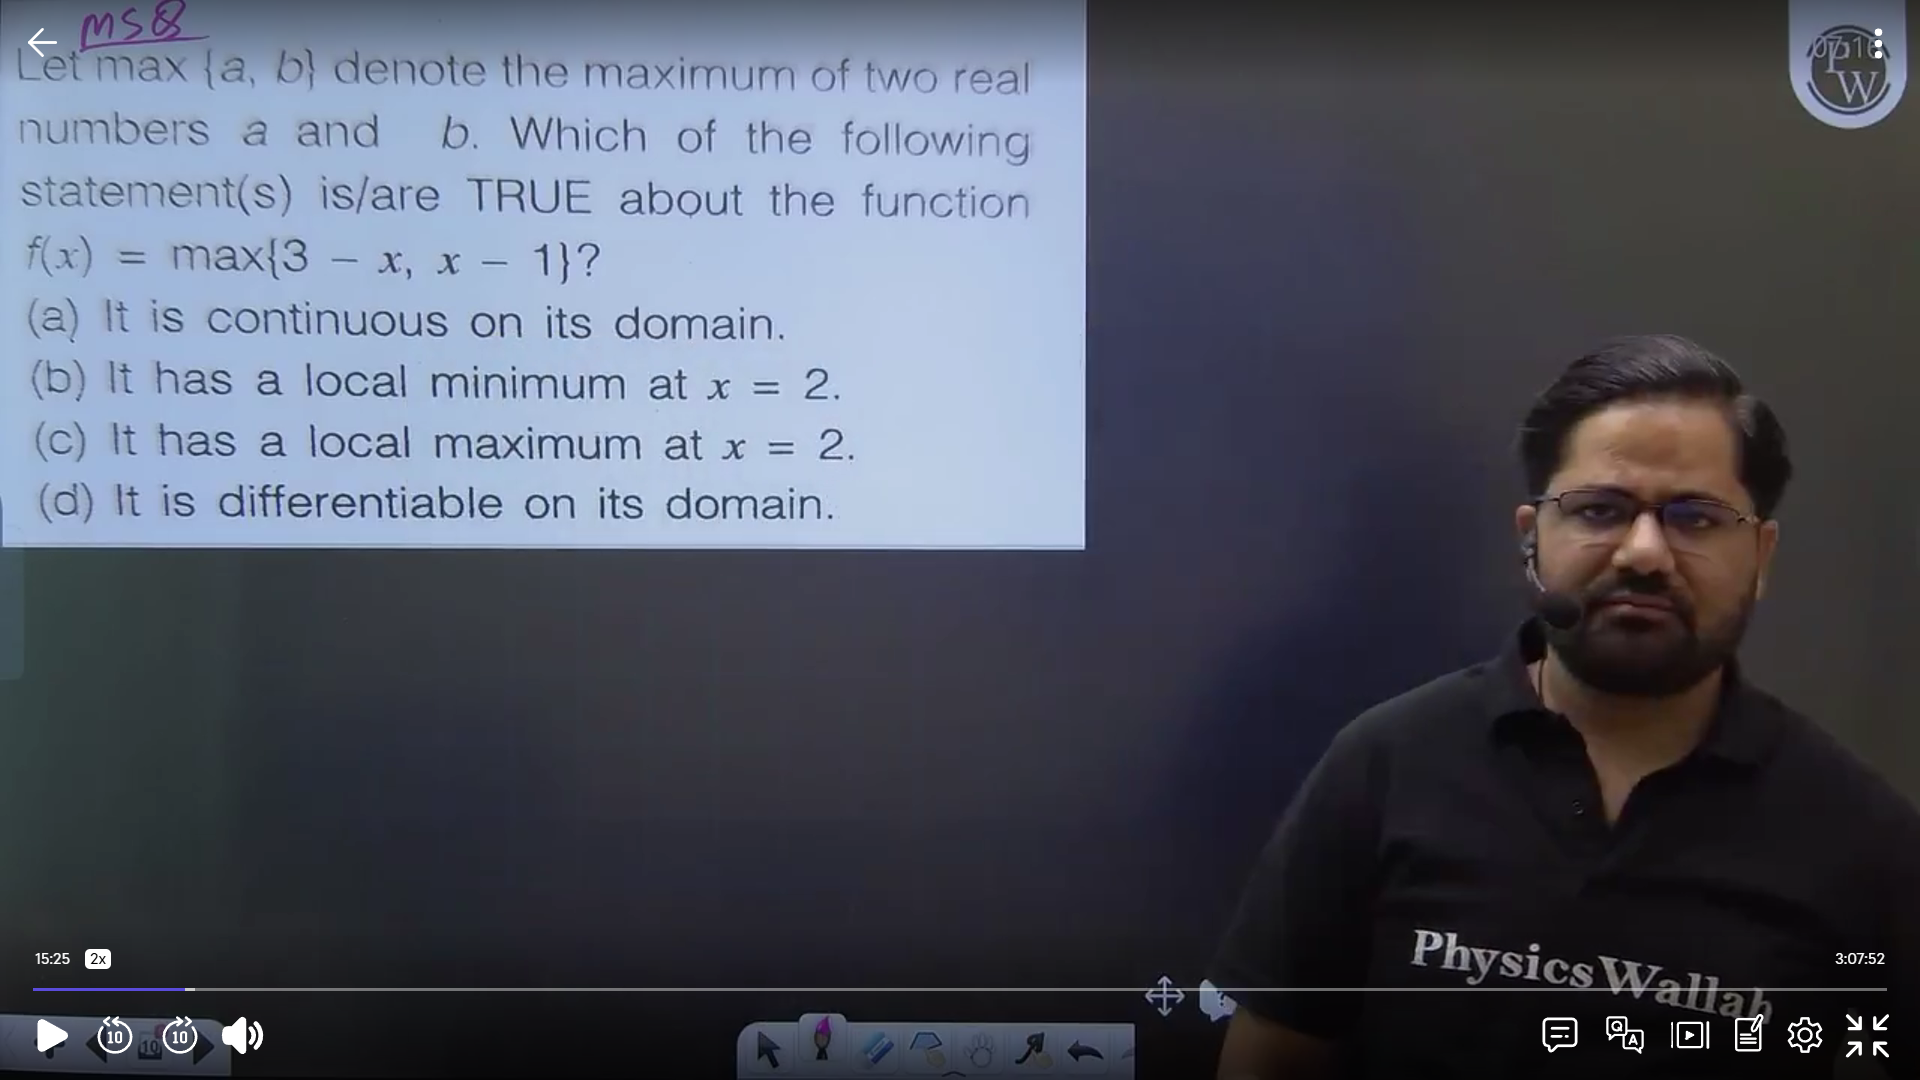 MSQ
Let max {a, b} denote the maximum of two real
numbers a and b. Which of the following
statement(s) is/are TRUE about the function
f(x) = max{3 – x, x – 1}?
(a) It is continuous on its domain.
(b) It has a local minimum at x = 2.
(c) It has a local maximum at x = 2.
(d) It is differentiable on its domain.
PW
Physics Wallah
15:25 2x
3:07:52
10 10